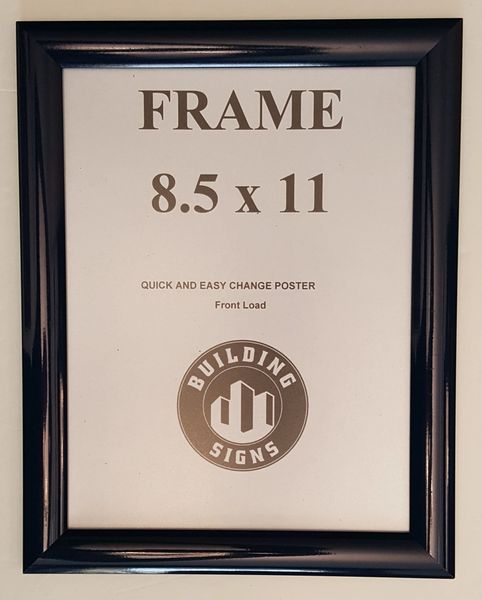 FRAME
8.5 x 11
QUICK AND EASY CHANGE POSTER
Front Load
BUILDING
SIGNS